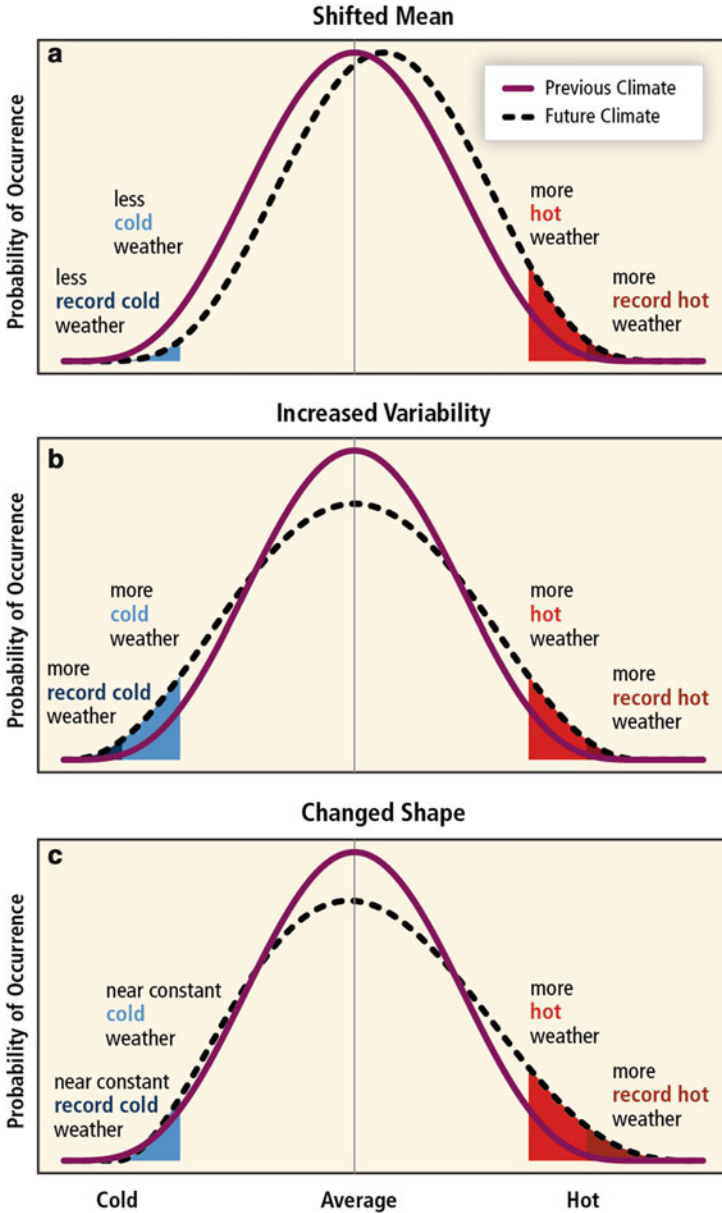 Shifted Mean
a
Probability of Occurrence
Previous Climate
Future Climate
less
cold
weather
less
record cold
weather
more
hot
weather
more
record hot
weather
Increased Variability
b
Probability of Occurrence
more
cold
weather
more
record cold
weather
more
hot
weather
more
record hot
weather
Changed Shape
c
Probability of Occurrence
near constant
cold
weather
near constant
record cold
weather
more
hot
weather
more
record hot
weather
Cold
Average
Hot